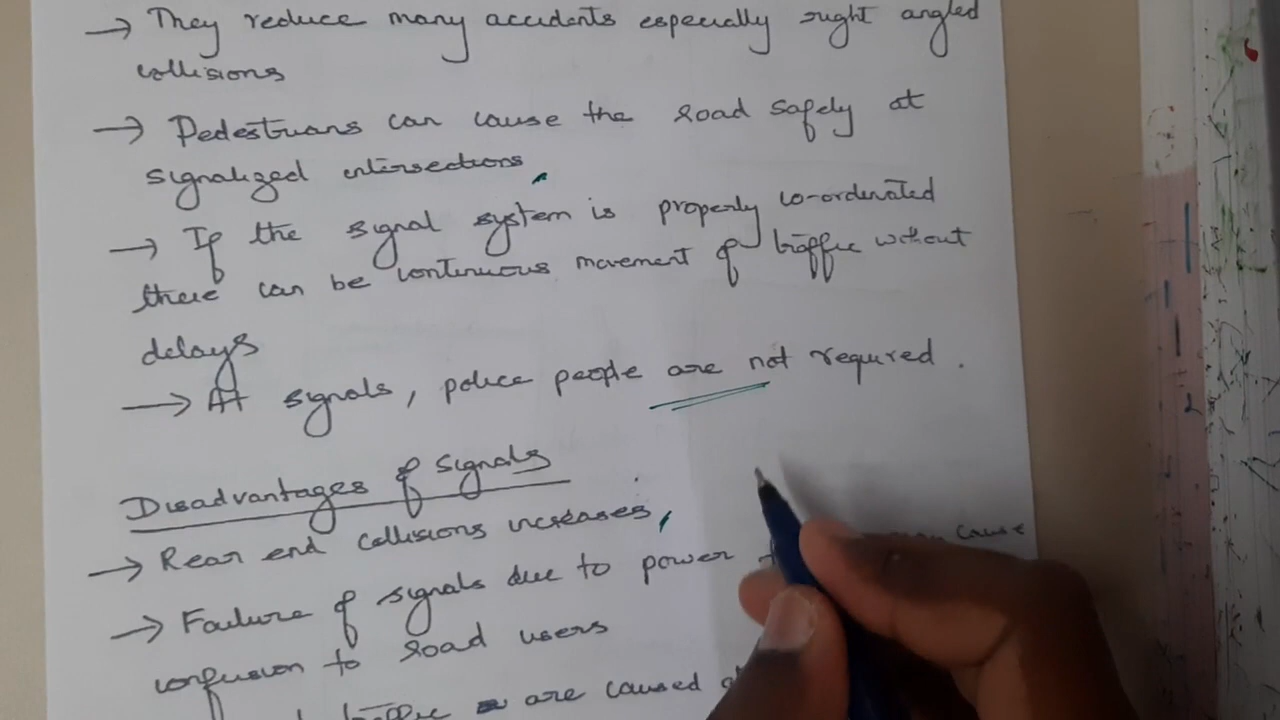 → They reduce many accidents especially right angled
collisions
→ Pedestrians can cause the road safely at
signalized intersections
→ If the signal system is properly co-ordinated
there can be continuous movement of traffic without
delays
→ At signals, police people are not required.
Disadvantages of signals
→ Rear end collisions increases,
→ Failure of signals due to power cause
confusion to road users
traffic are caused